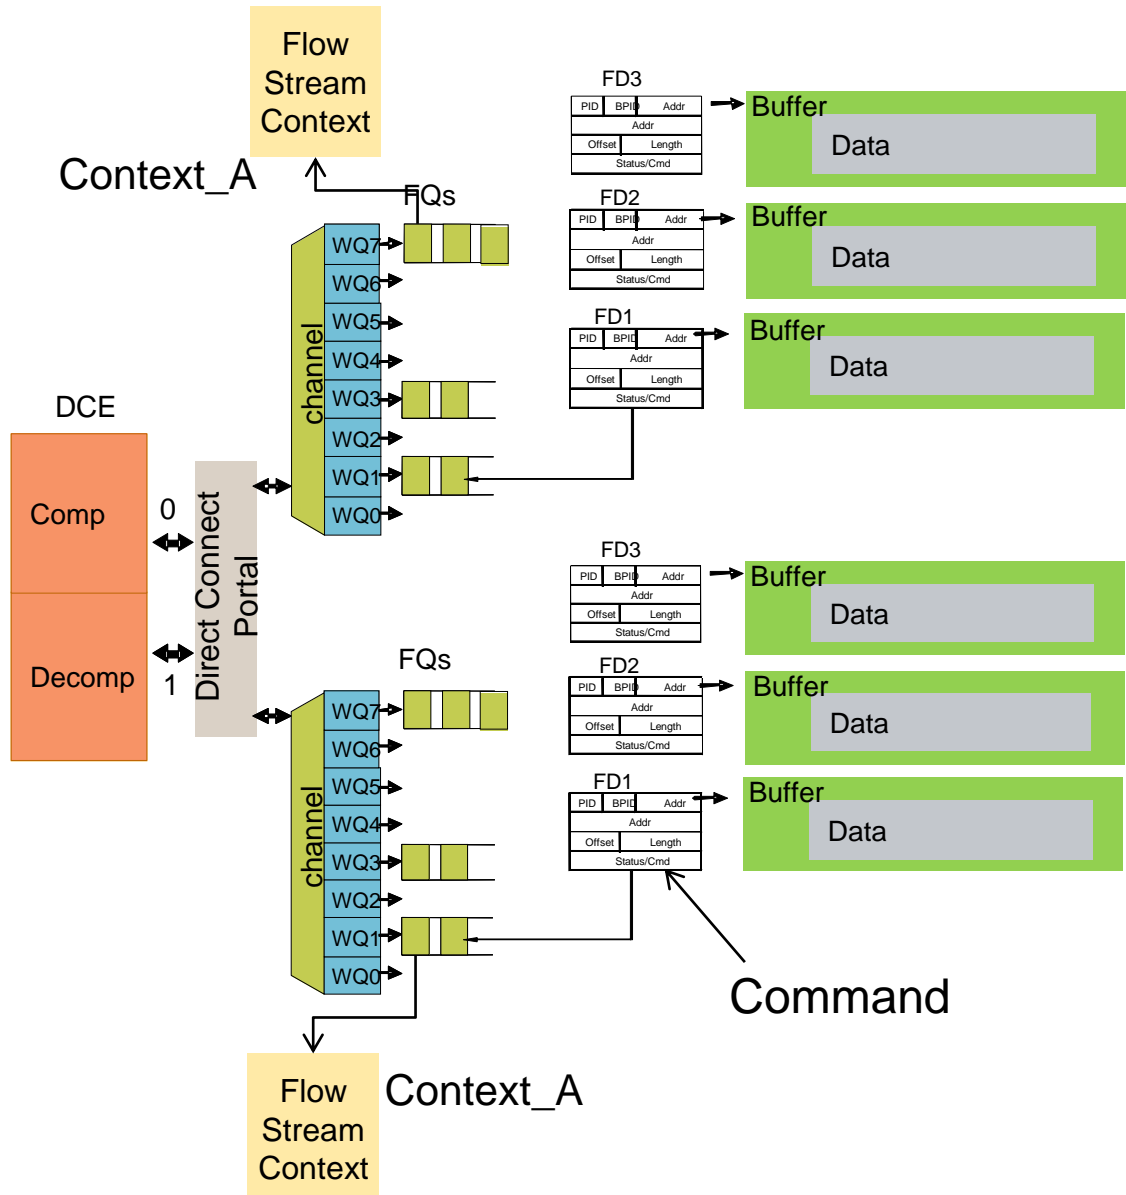 Flow
Stream
Context
Context_A
FQs
WQ7
WQ6
WQ5
WQ4
WQ3
WQ2
WQ1
WQ0
channel
FD3
PID BPID Addr
Addr
Offset Length
Status/Cmd
Buffer
Data
FD2
PID BPID Addr
Addr
Offset Length
Status/Cmd
Buffer
Data
FD1
PID BPID Addr
Addr
Offset Length
Status/Cmd
Buffer
Data
DCE
Comp
Decomp
0
1
Direct Connect
Portal
FQs
WQ7
WQ6
WQ5
WQ4
WQ3
WQ2
WQ1
WQ0
channel
FD3
PID BPID Addr
Addr
Offset Length
Status/Cmd
Buffer
Data
FD2
PID BPID Addr
Addr
Offset Length
Status/Cmd
Buffer
Data
FD1
PID BPID Addr
Addr
Offset Length
Status/Cmd
Buffer
Data
Command
Flow
Stream
Context
Context_A